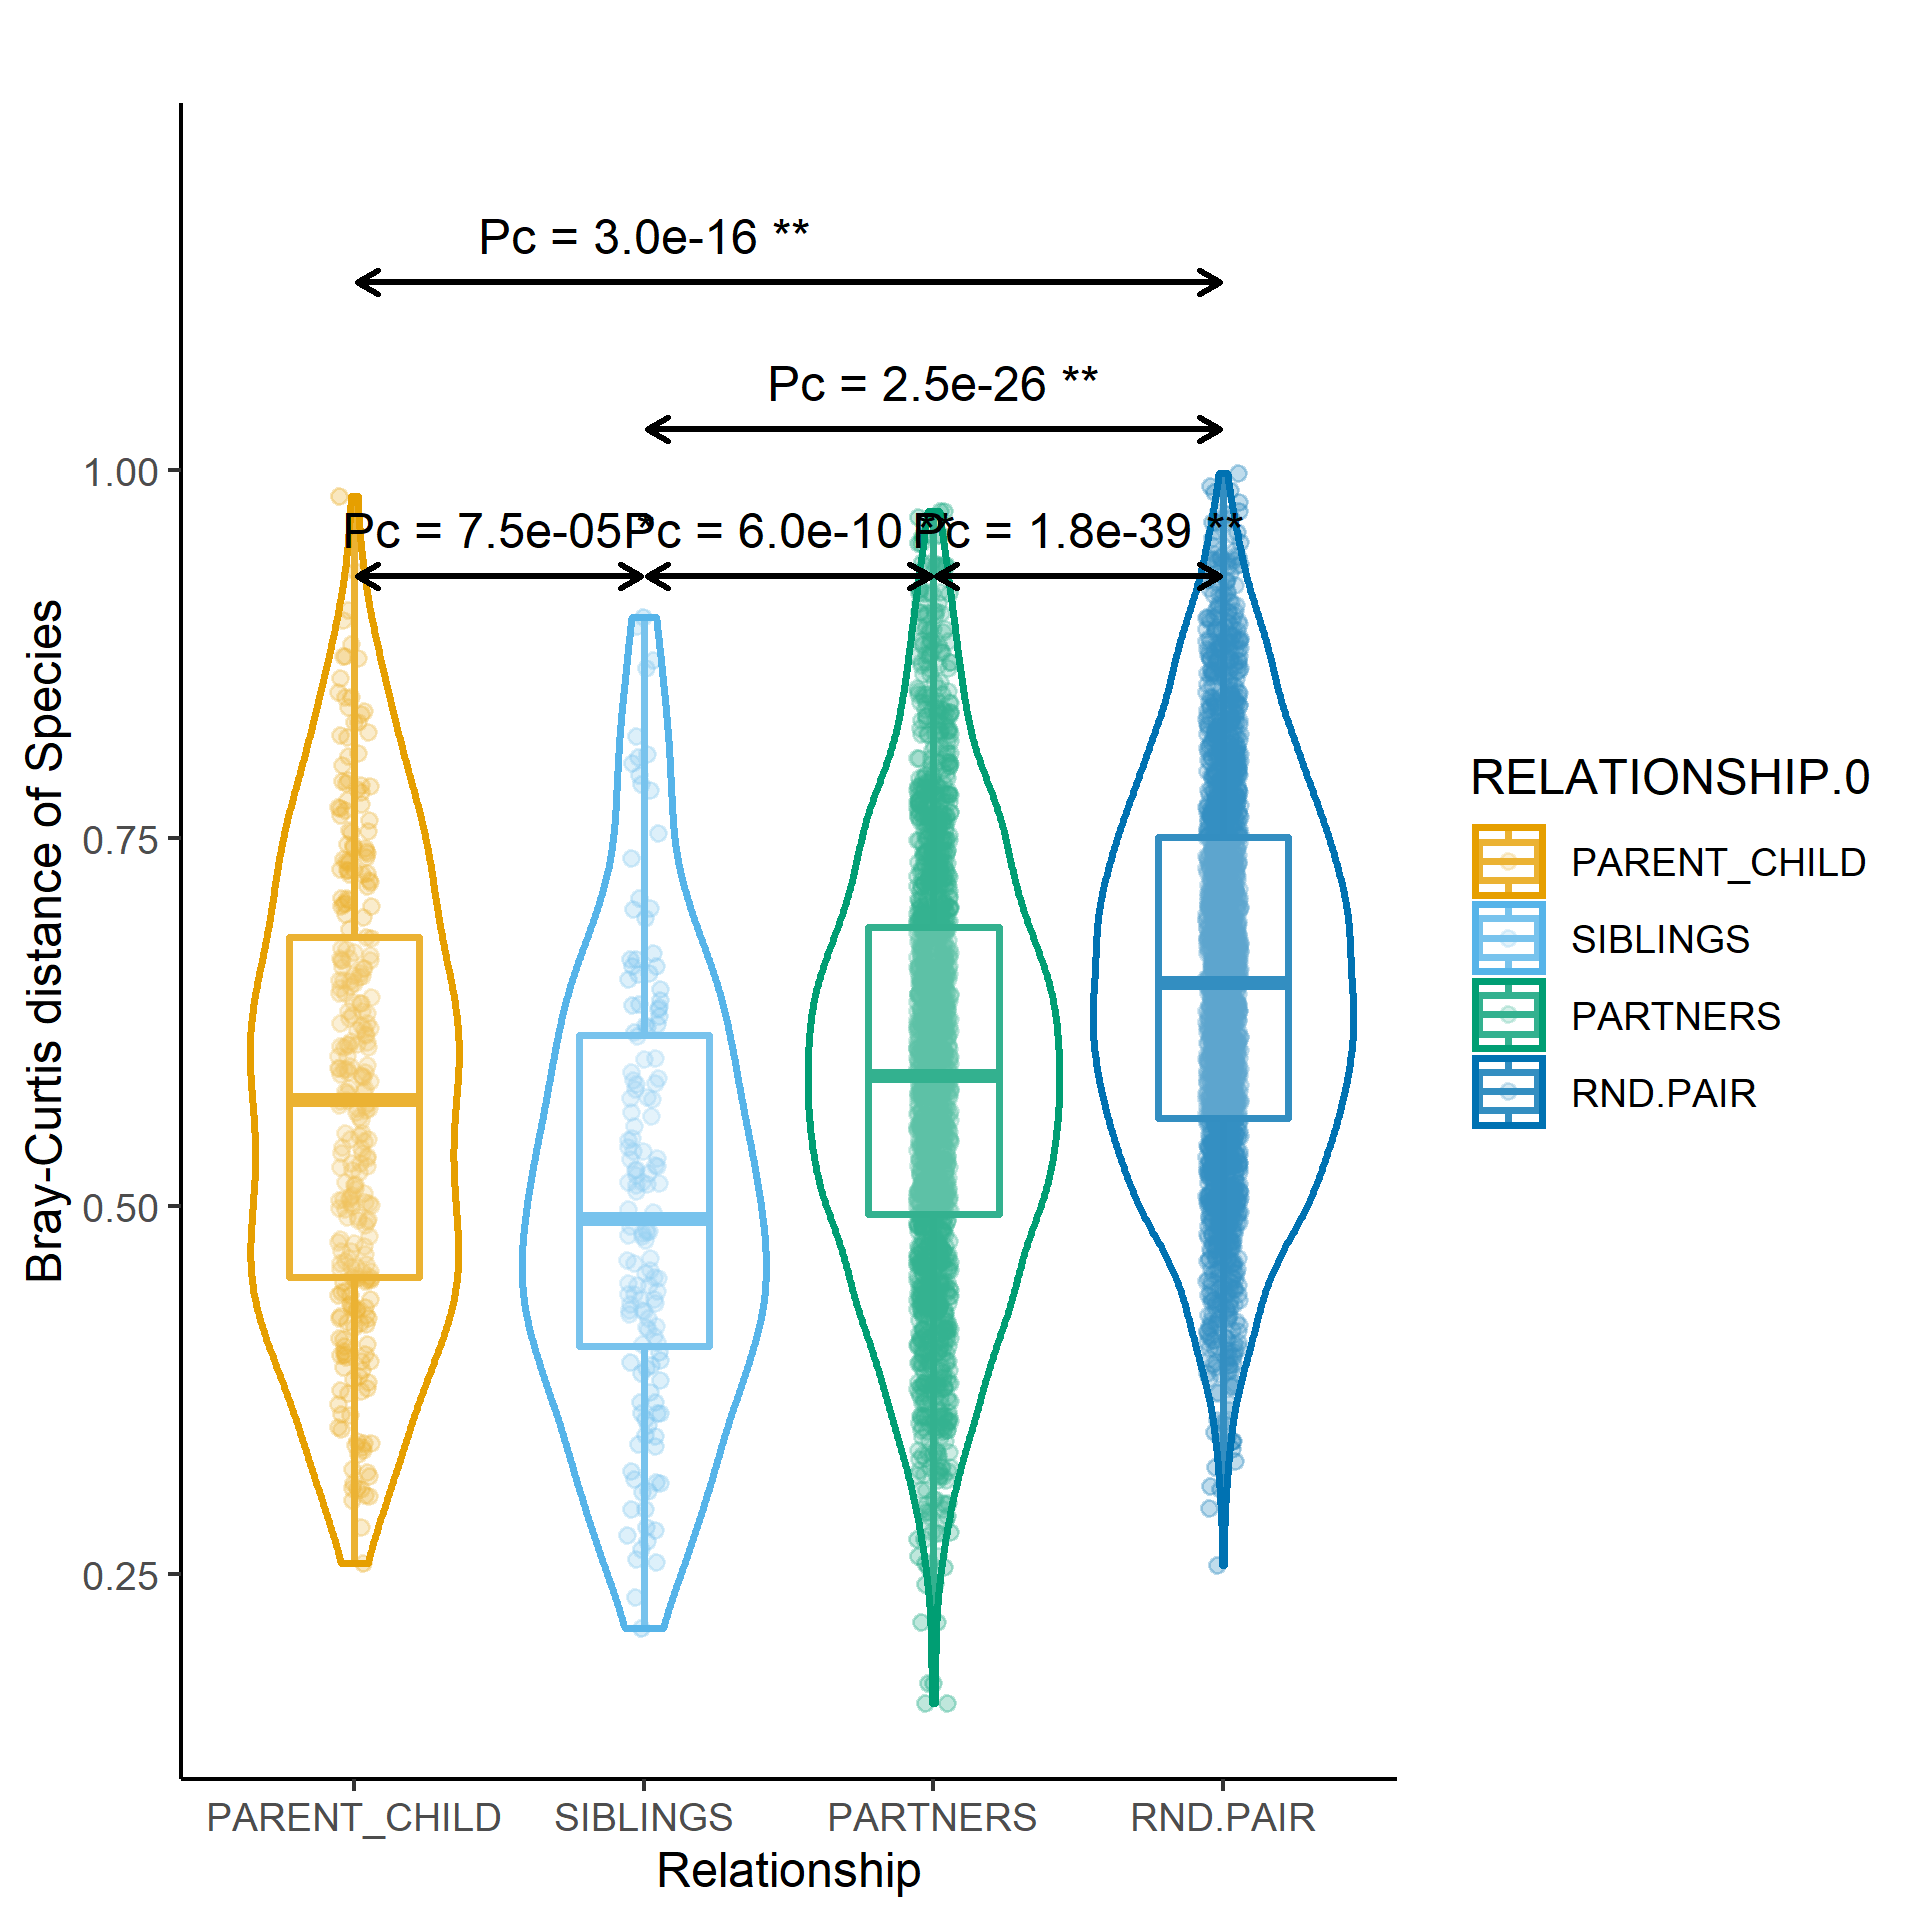 Pc = 3.0e-16 **
Pc = 2.5e-26 **
Pc = 7.5e-05 *
Pc = 6.0e-10 **
Pc = 1.8e-39 **
1.00
0.75
0.50
0.25
Bray-Curtis distance of Species
PARENT_CHILD
SIBLINGS
PARTNERS
RND.PAIR
Relationship
RELATIONSHIP.0
PARENT_CHILD
SIBLINGS
PARTNERS
RND.PAIR